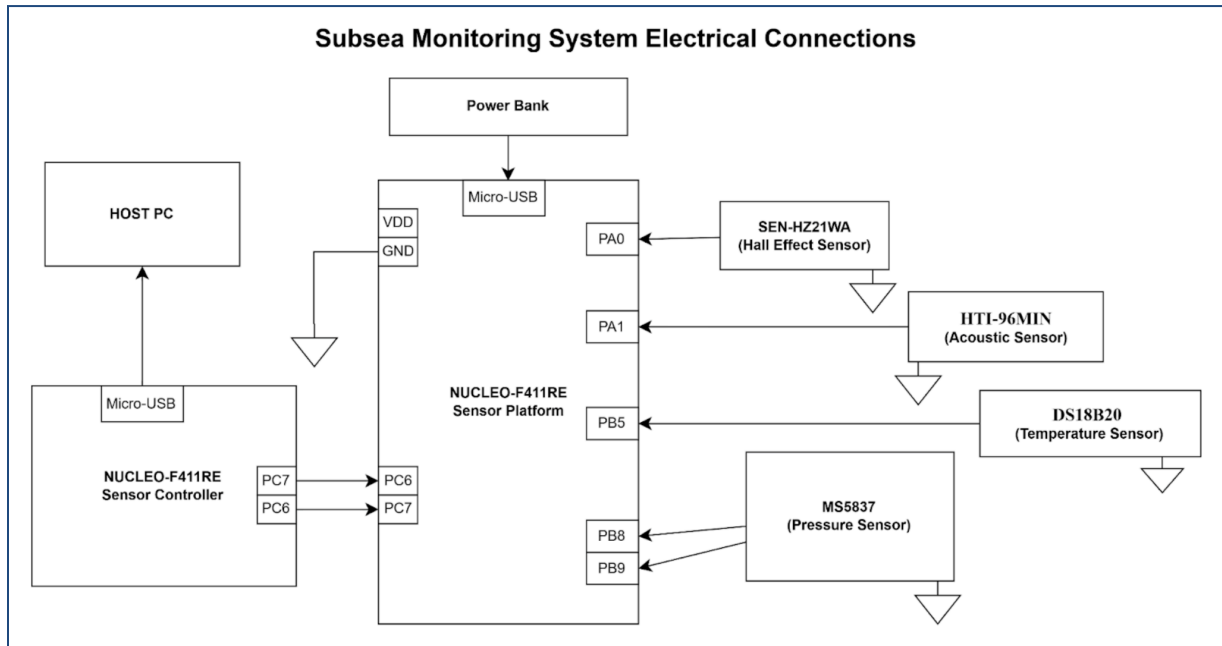 Subsea Monitoring System Electrical Connections
Power Bank
HOST PC
Micro-USB
VDD
GND
PA0
SEN-HZ21WA
(Hall Effect Sensor)
PA1
HTI-96MIN
(Acoustic Sensor)
NUCLEO-F411RE
Sensor Platform
Micro-USB
PB5
DS18B20
(Temperature Sensor)
NUCLEO-F411RE
Sensor Controller
PC7
PC6
PC6
PC7
MS5837
(Pressure Sensor)
PB8
PB9